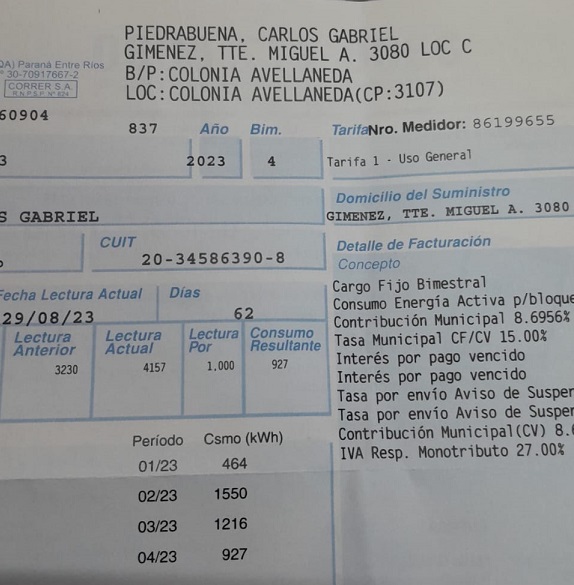 PIEDRABUENA, CARLOS GABRIEL
GIMENEZ, TTE. MIGUEL A. 3080 LOC C
B/P:COLONIA AVELLANEDA
LOC:COLONIA AVELLANEDA(CP:3107)
OA) Paraná Entre Ríos
° 30-70917667-2
CORRER S.A.
R.N.P.S.P. Nº 824
60904
837 Año Bim. Tarifa Nro. Medidor: 86199655
3 2023 4 Tarifa 1 - Uso General
Domicilio del Suministro
S GABRIEL GIMENEZ, TTE. MIGUEL A. 3080
CUIT
20-34586390-8
Detalle de Facturación
Concepto
Cargo Fijo Bimestral
Consumo Energía Activa p/bloque
Contribución Municipal 8.6956%
Tasa Municipal CF/CV 15.00%
Interés por pago vencido
Interés por pago vencido
Tasa por envío Aviso de Suspen
Tasa por envío Aviso de Suspen
Contribución Municipal(CV) 8.6
IVA Resp. Monotributo 27.00%
Fecha Lectura Actual Días
29/08/23 62
Lectura Anterior Lectura Actual Lectura Por Consumo Resultante
3230 4157 1.000 927
Período Csmo (kWh)
01/23 464
02/23 1550
03/23 1216
04/23 927